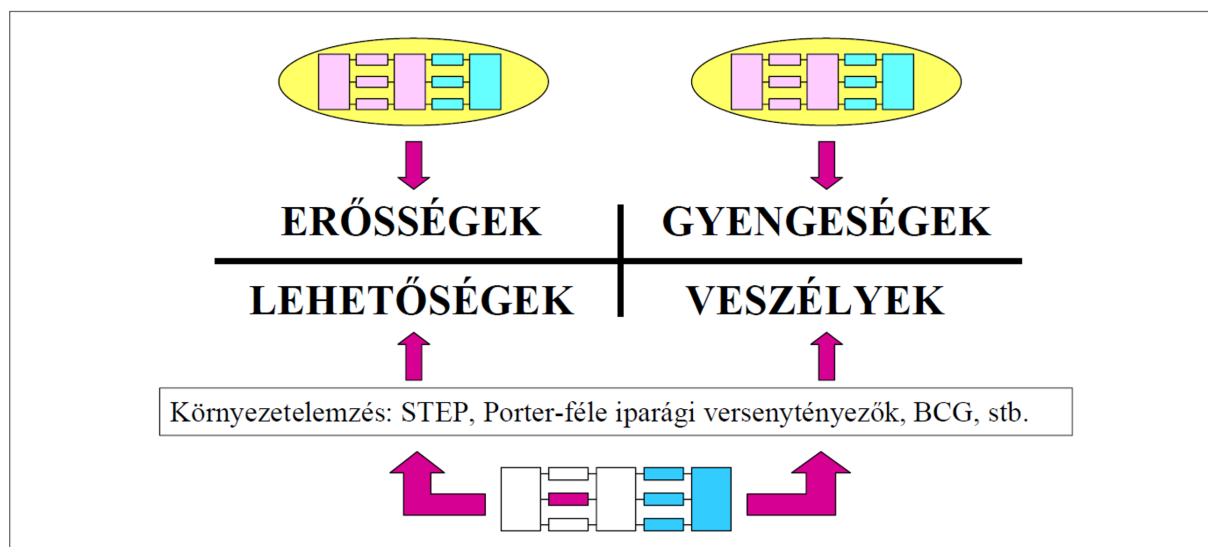 ERŐSSÉGEK
GYENGESÉGEK
LEHETŐSÉGEK
VESZÉLYEK
Környezetelemzés: STEP, Porter-féle iparági versenytényezők, BCG, stb.